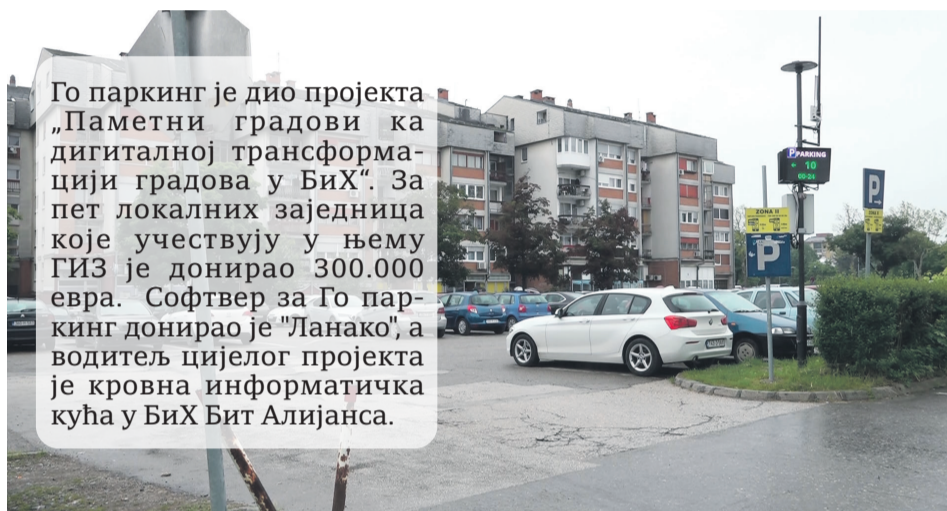 Го паркинг је дио пројекта
„Паметни градови ка
дигиталној трансформа-
цији градова у БиХ“. За
пет локалних заједница
које учествују у њему
ГИЗ је донирао 300.000
евра. Софтвер за Го пар-
кинг донирао је "Ланако", а
водитељ цијелог пројекта
је кровна информатичка
кућа у БиХ Бит Алијанса.
P PARKING
10
ZONA II
P
P